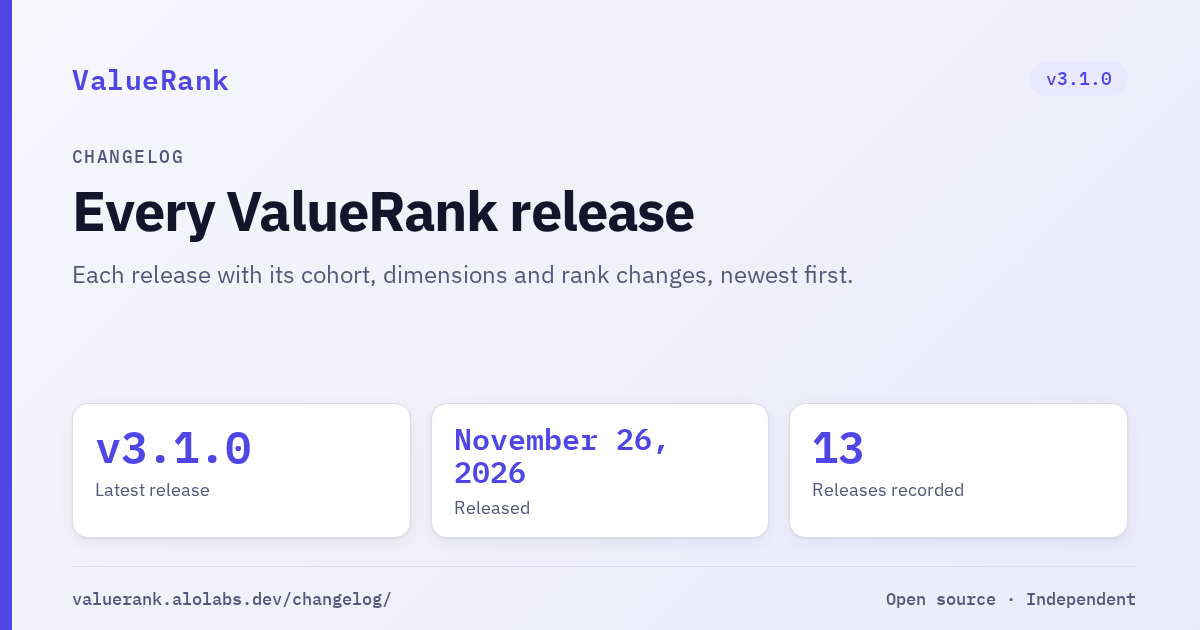 ValueRank
v3.1.0
CHANGELOG
Every ValueRank release
Each release with its cohort, dimensions and rank changes, newest first.
v3.1.0
Latest release
November 26,
2026
Released
13
Releases recorded
valuerank.alolabs.dev/changelog/
Open source · Independent